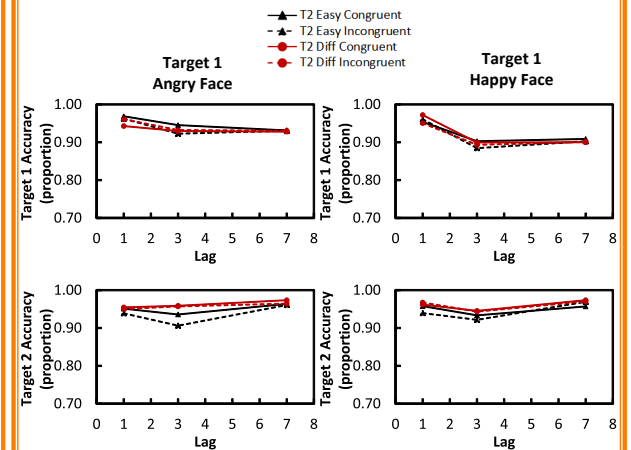 T2 Easy Congruent
T2 Easy Incongruent
T2 Diff Congruent
T2 Diff Incongruent
Target 1
Angry Face
Target 1
Happy Face
Target 1 Accuracy
(proportion)
1.00
0.90
0.80
0.70
0 1 2 3 4 5 6 7 8
Lag
Target 1 Accuracy
(proportion)
1.00
0.90
0.80
0.70
0 1 2 3 4 5 6 7 8
Lag
Target 2 Accuracy
(proportion)
1.00
0.90
0.80
0.70
0 1 2 3 4 5 6 7 8
Lag
Target 2 Accuracy
(proportion)
1.00
0.90
0.80
0.70
0 1 2 3 4 5 6 7 8
Lag